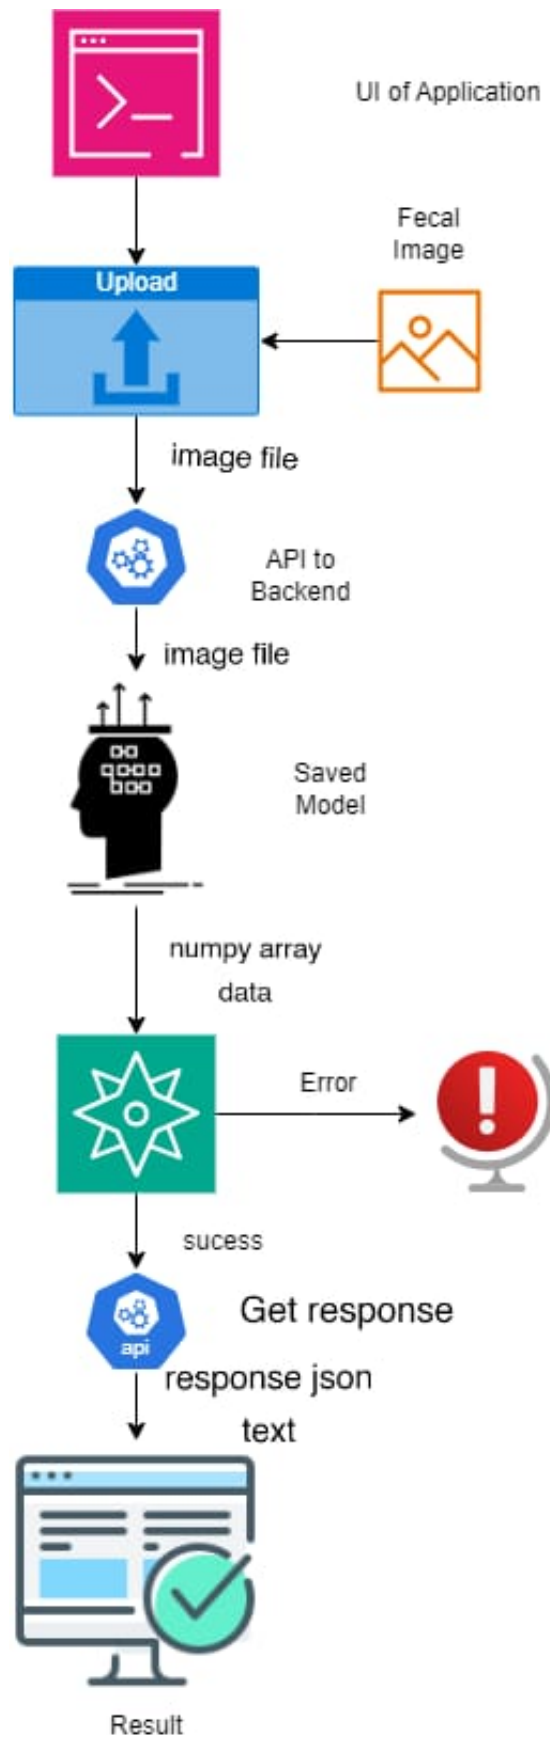 UI of Application
Fecal
Image
Upload
image file
API to
Backend
image file
Saved
Model
numpy array
data
Error
sucess
Get response
api
response json
text
Result